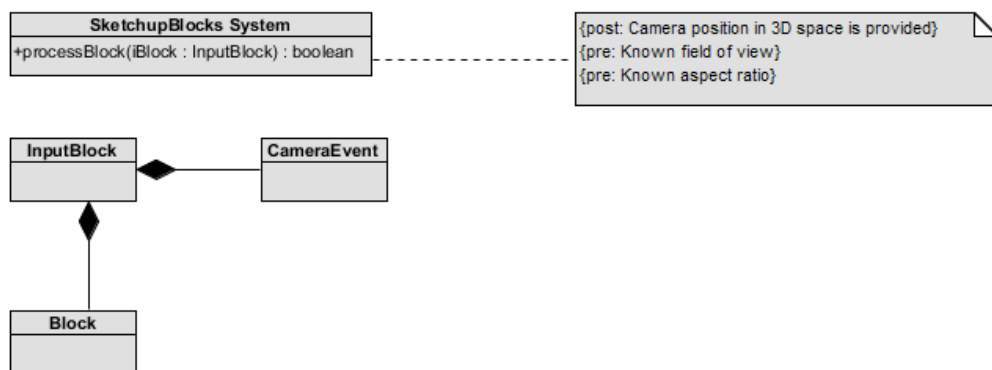 SketchupBlocks System
+processBlock(iBlock : InputBlock) : boolean
{post: Camera position in 3D space is provided}
{pre: Known field of view}
{pre: Known aspect ratio}
InputBlock
CameraEvent
Block